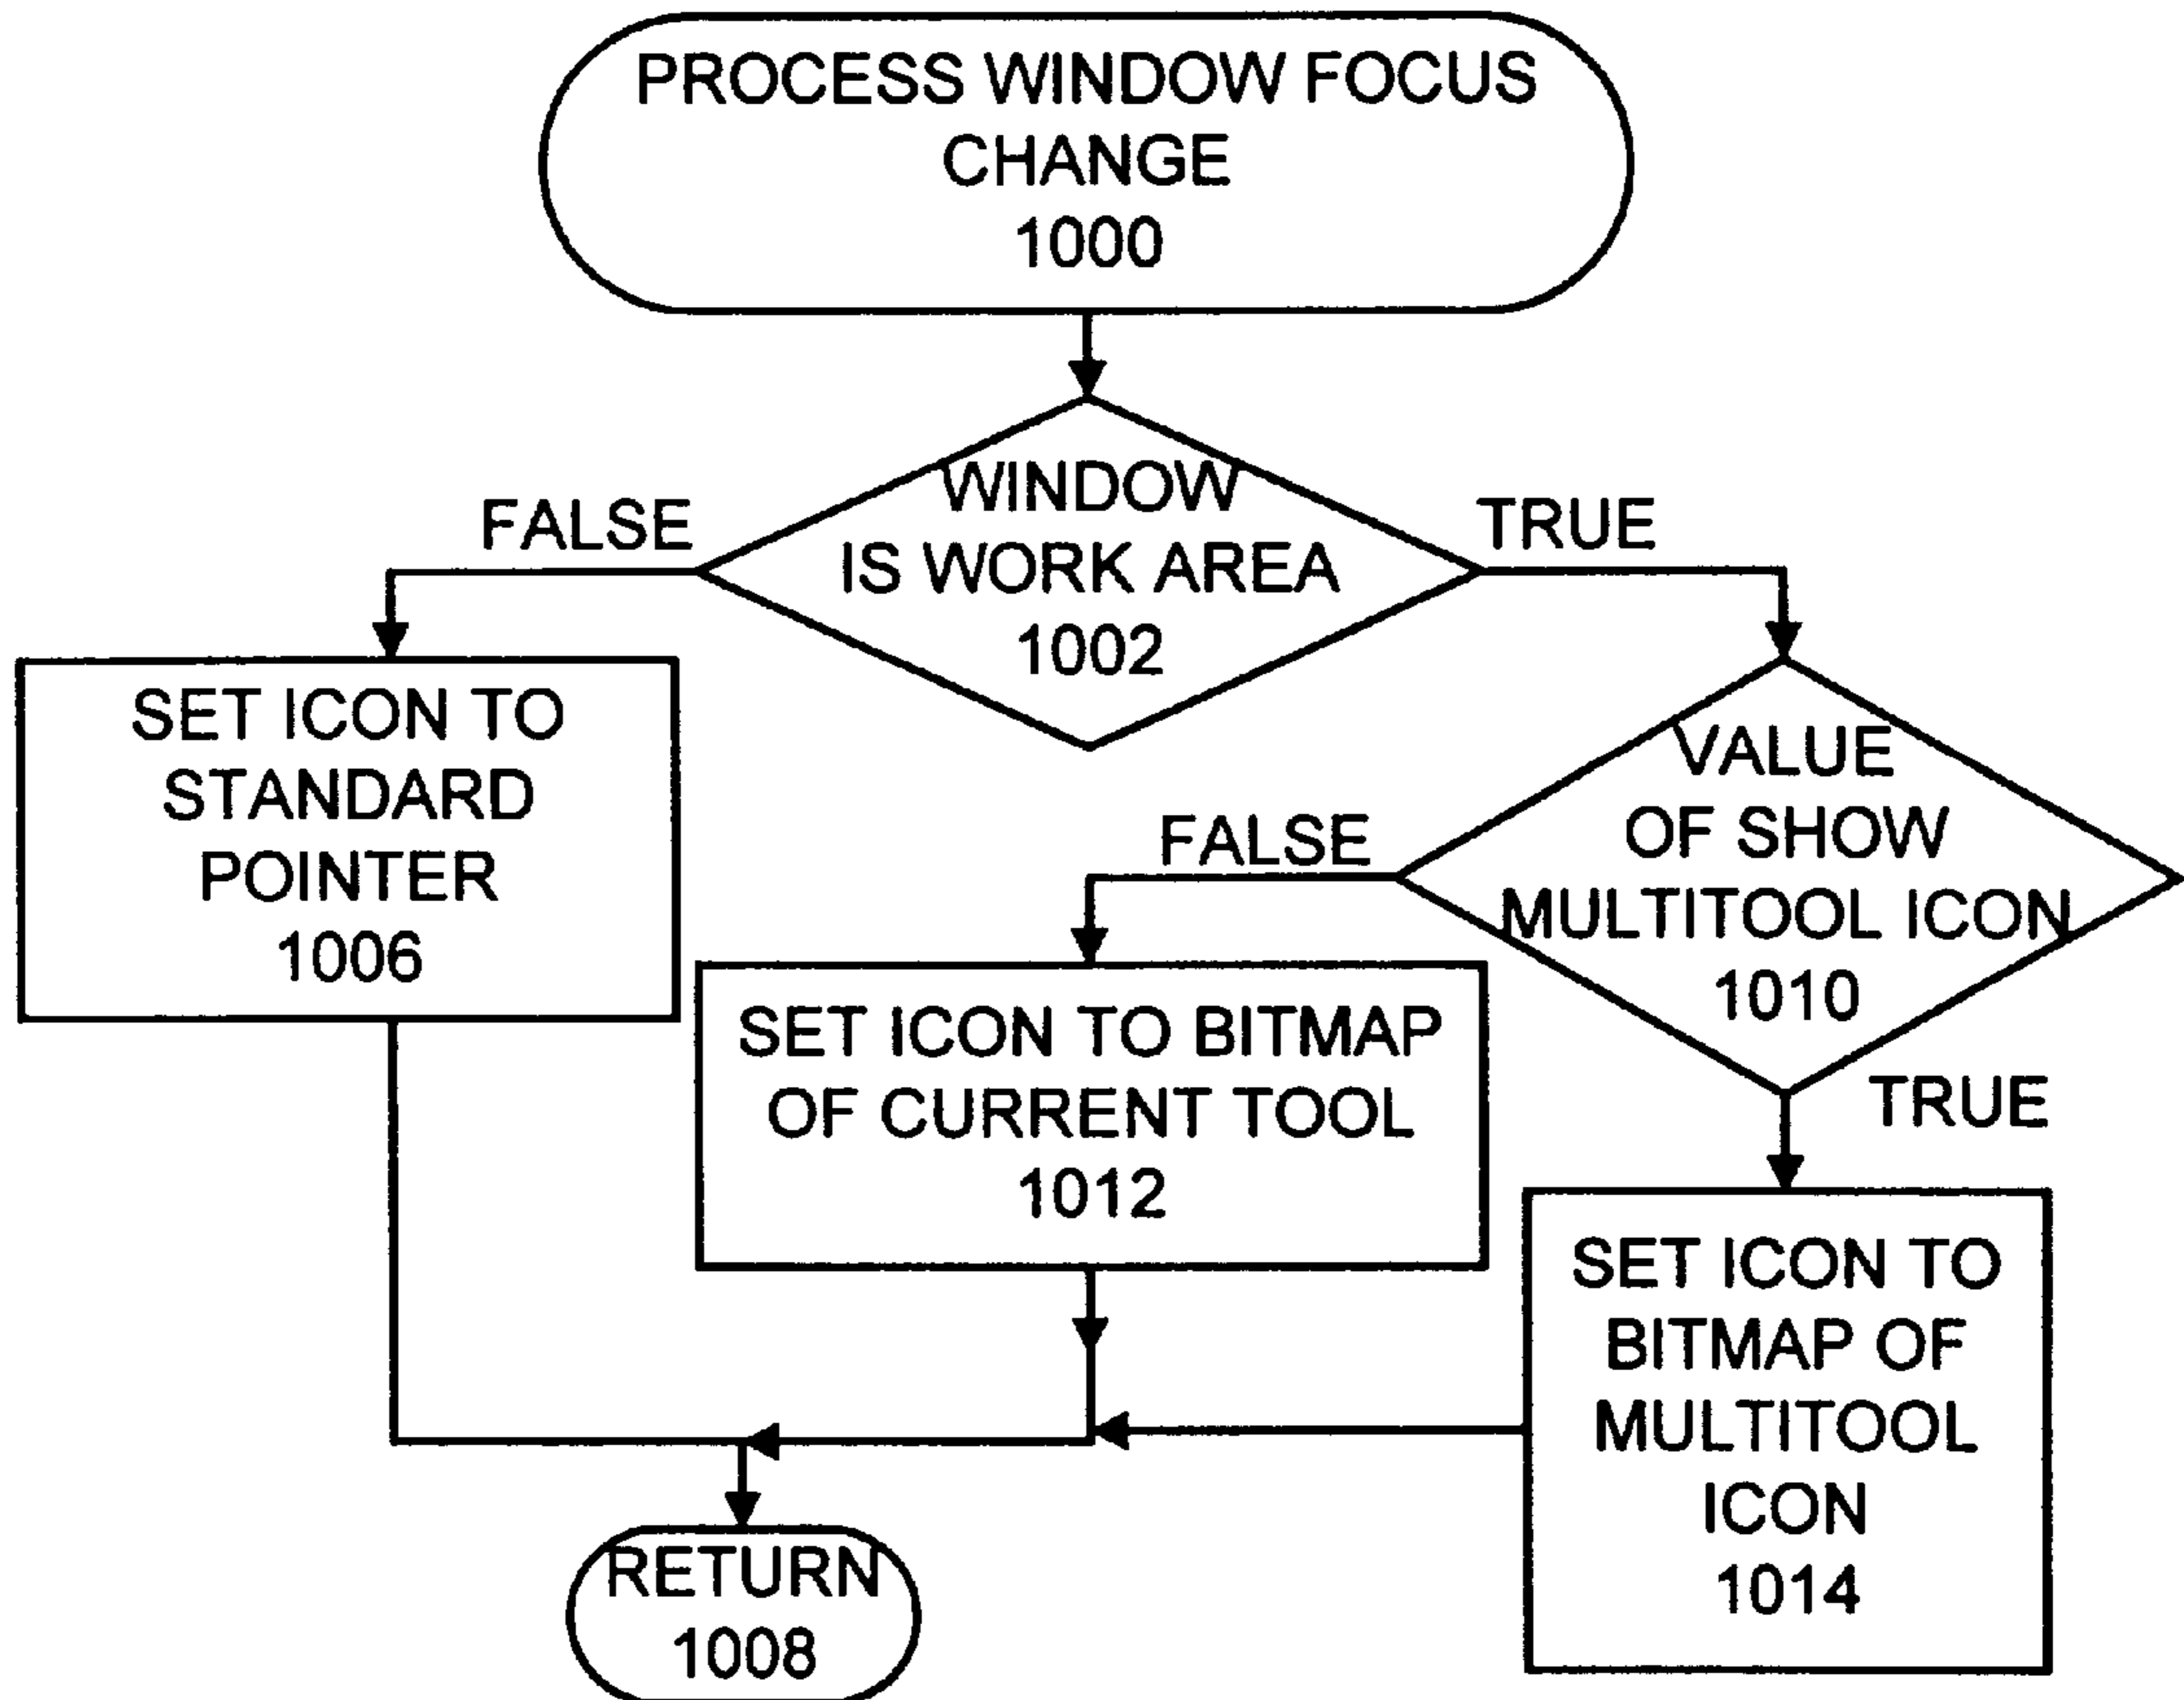 PROCESS WINDOW FOCUS
CHANGE
1000
WINDOW
IS WORK AREA
1002
FALSE
TRUE
SET ICON TO
STANDARD
POINTER
1006
VALUE
OF SHOW
MULTITOOL ICON
1010
FALSE
TRUE
SET ICON TO BITMAP
OF CURRENT TOOL
1012
SET ICON TO
BITMAP OF
MULTITOOL
ICON
1014
RETURN
1008